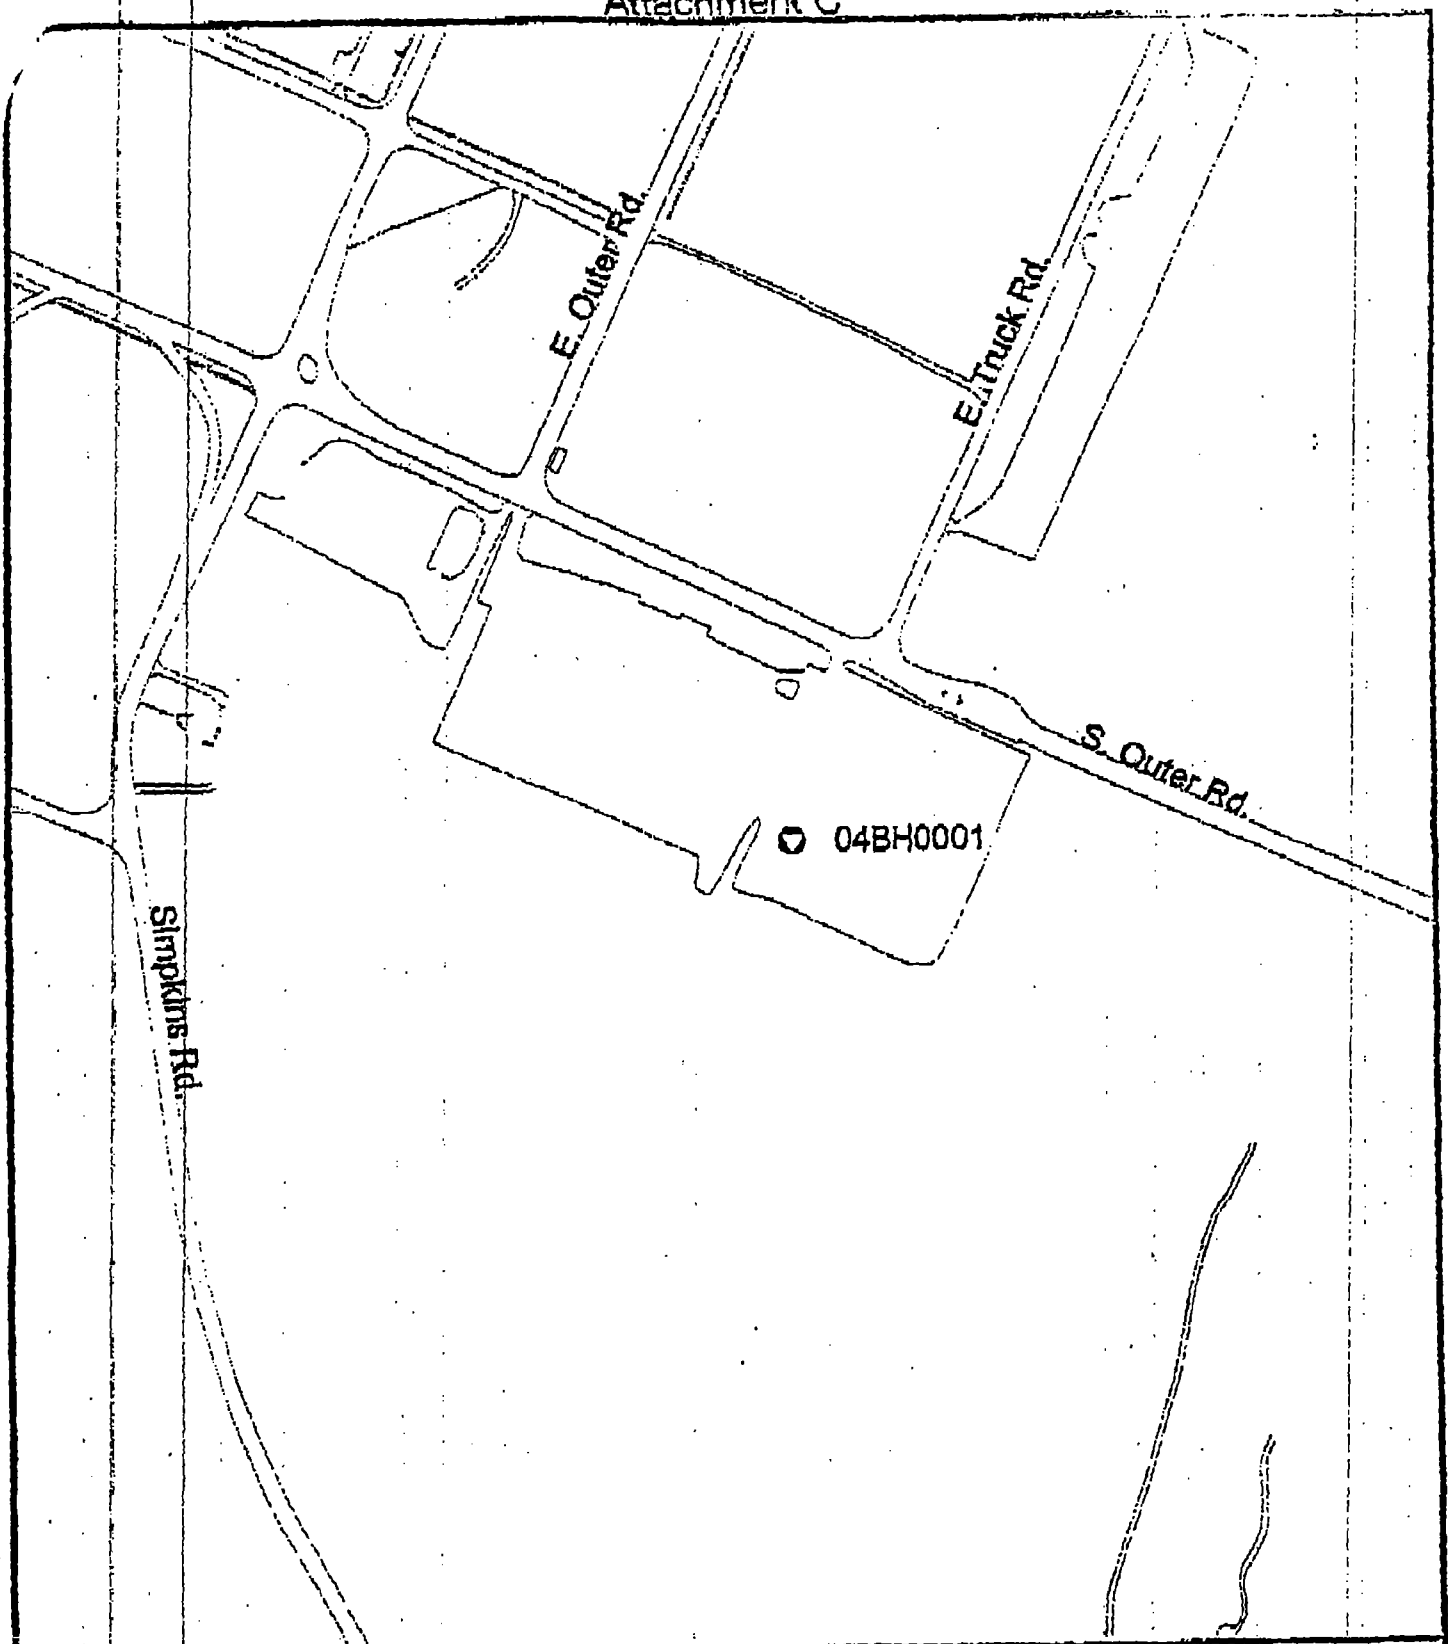 Attachment C
E. Outer Rd.
E. Truck Rd.
S. Outer Rd.
04BH0001
Simpkins Rd.